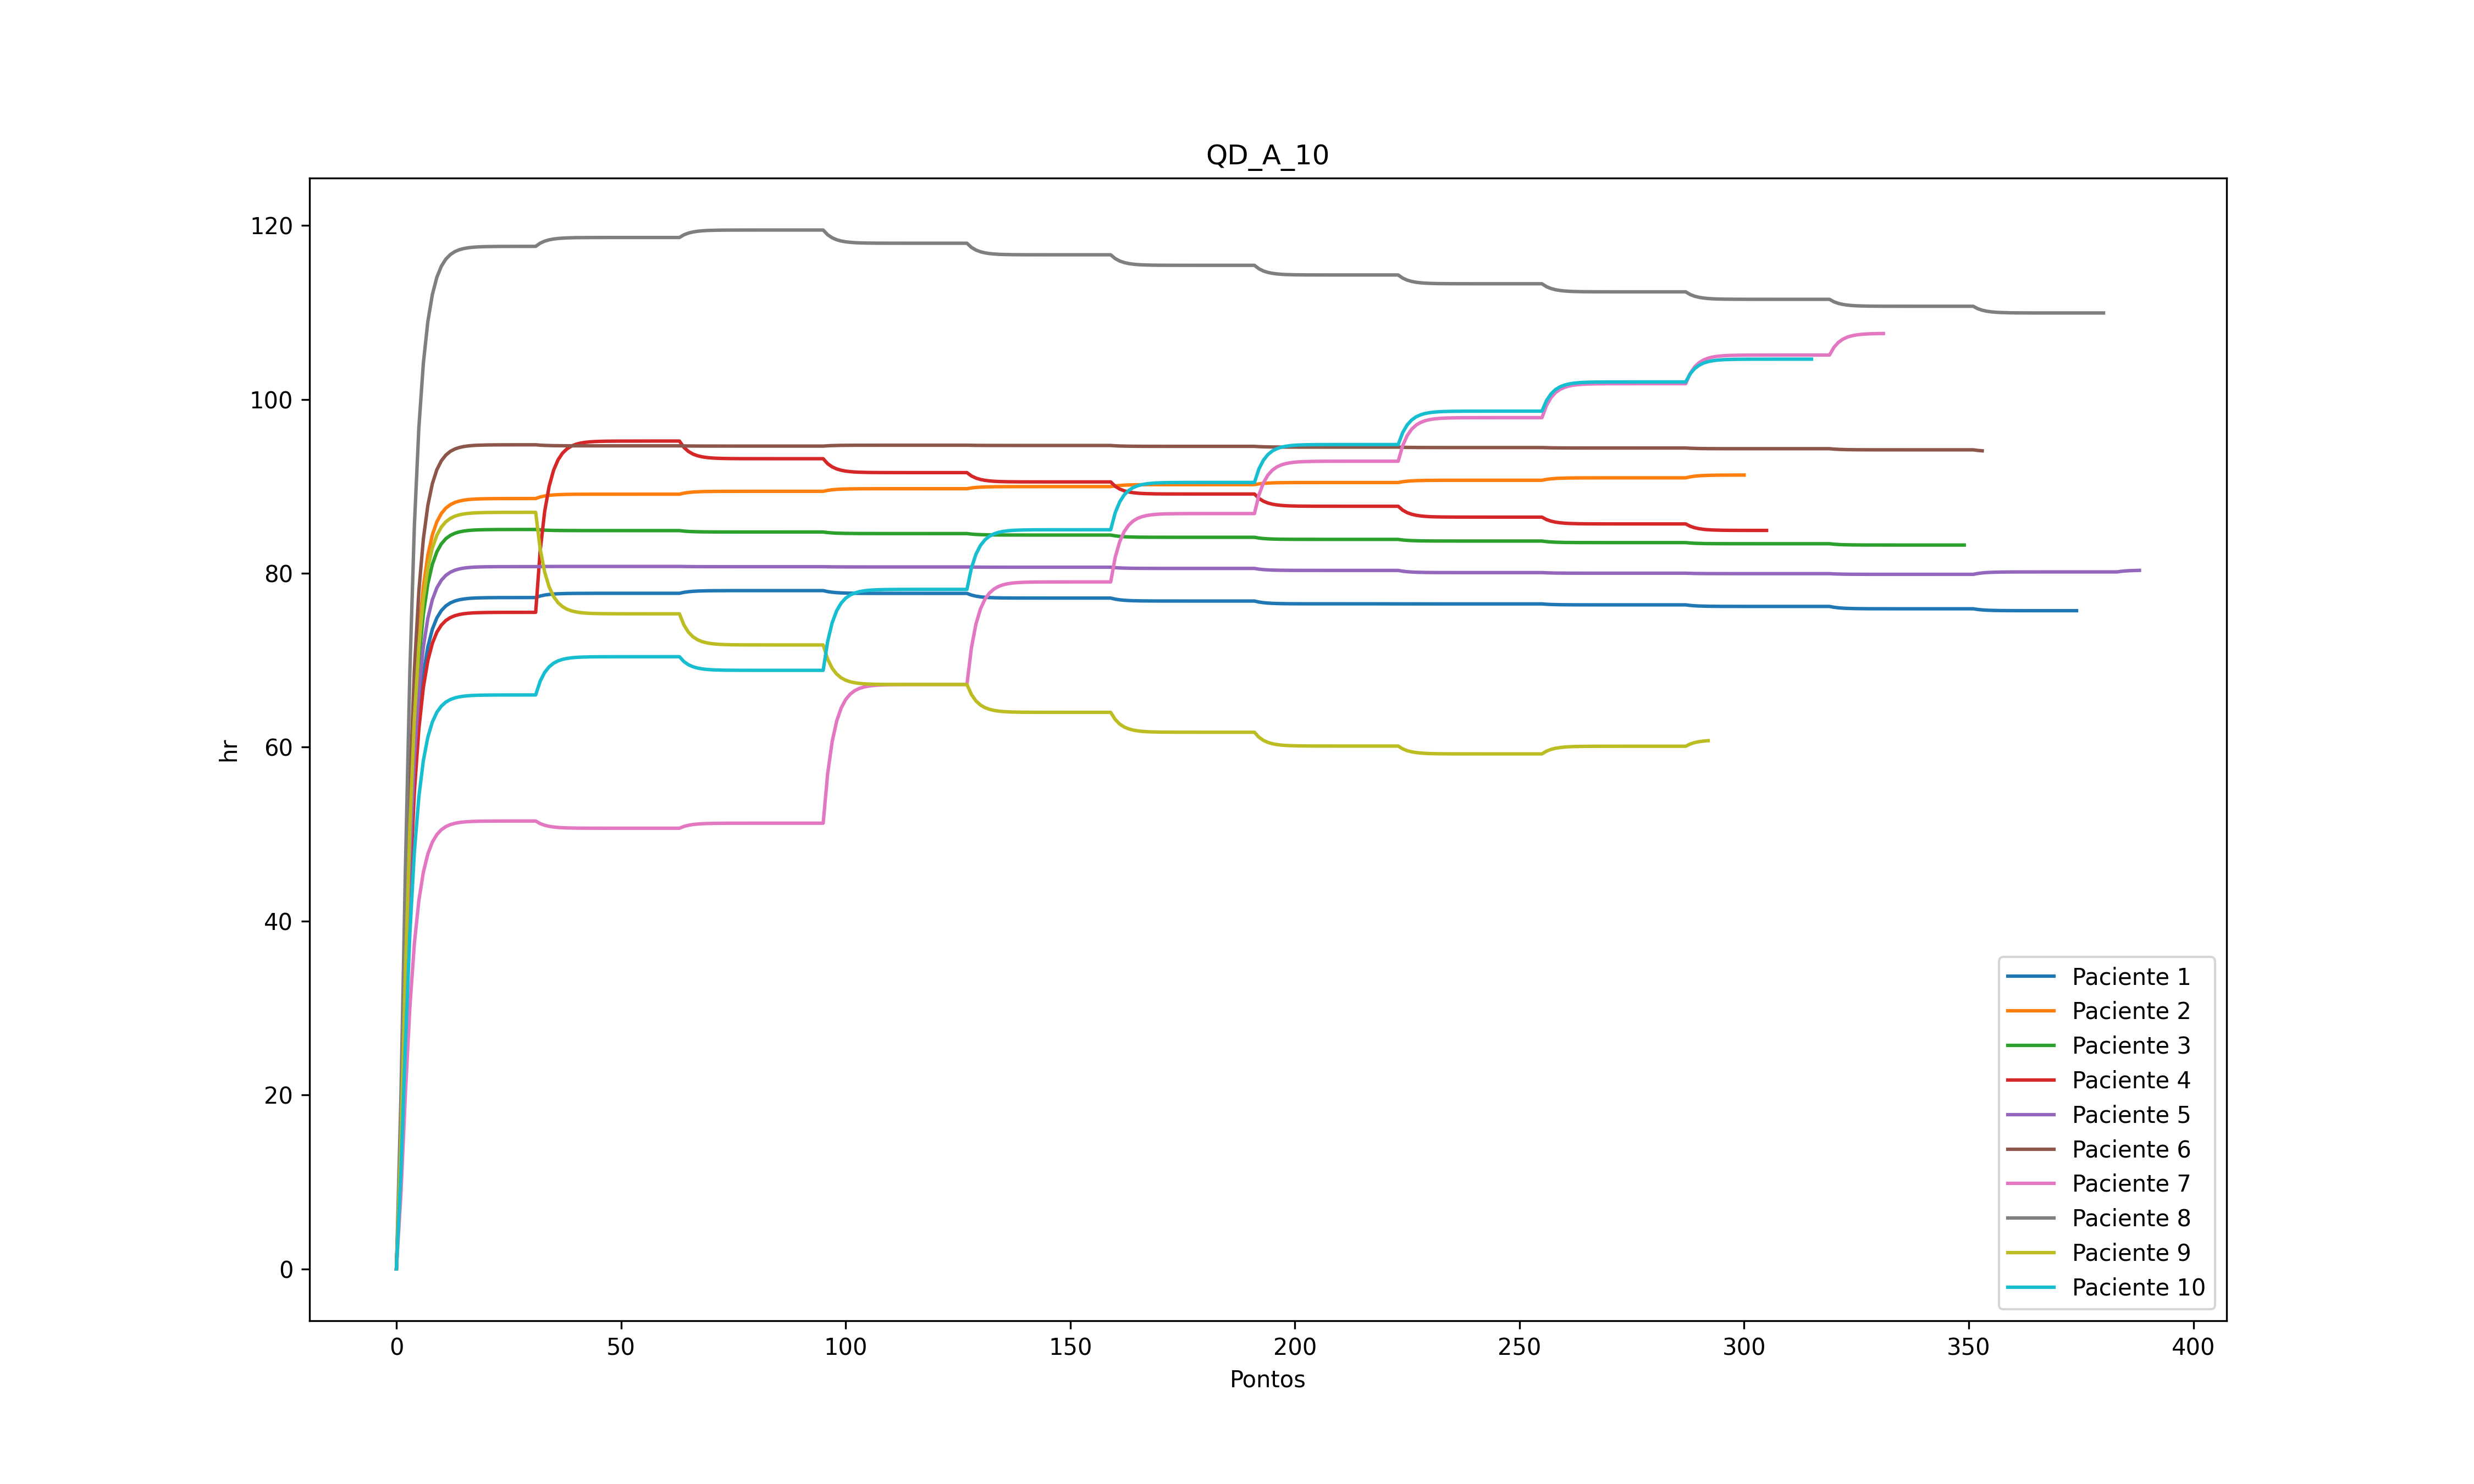 QD_A_10
120
100
80
60
40
20
0
hr
0 50 100 150 200 250 300 350 400
Pontos
Paciente 1
Paciente 2
Paciente 3
Paciente 4
Paciente 5
Paciente 6
Paciente 7
Paciente 8
Paciente 9
Paciente 10